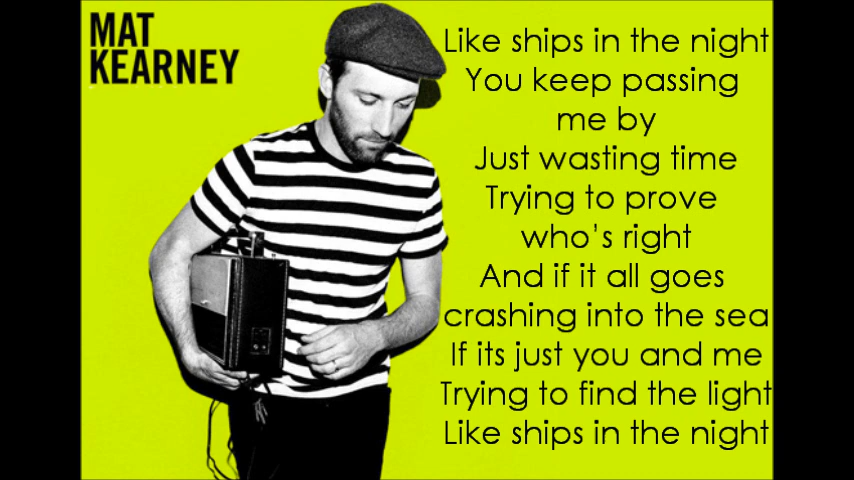 MAT
KEARNEY
Like ships in the night
You keep passing
me by
Just wasting time
Trying to prove
who's right
And if it all goes
crashing into the sea
If its just you and me
Trying to find the light
Like ships in the night